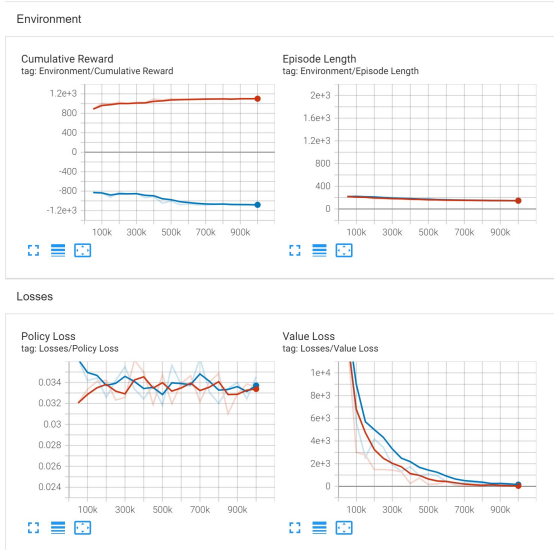 Environment
Cumulative Reward
tag: Environment/Cumulative Reward
1.2e+3
800
400
0
-400
-800
-1.2e+3
100k 300k 500k 700k 900k
Episode Length
tag: Environment/Episode Length
2e+3
1.6e+3
1.2e+3
800
400
0
100k 300k 500k 700k 900k
Losses
Policy Loss
tag: Losses/Policy Loss
0.034
0.032
0.03
0.028
0.026
0.024
100k 300k 500k 700k 900k
Value Loss
tag: Losses/Value Loss
1e+4
8e+3
6e+3
4e+3
2e+3
0
100k 300k 500k 700k 900k